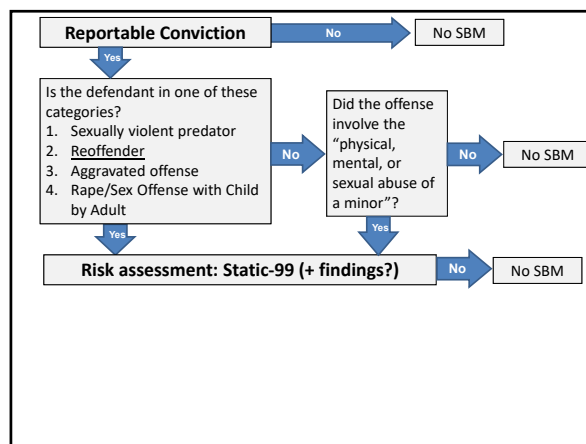 Reportable Conviction
No
No SBM
Yes
Is the defendant in one of these
categories?
1. Sexually violent predator
2. Reoffender
3. Aggravated offense
4. Rape/Sex Offense with Child
by Adult
No
Did the offense
involve the
“physical,
mental, or
sexual abuse of
a minor”?
No
No SBM
Yes
Yes
Risk assessment: Static-99 (+ findings?)
No
No SBM